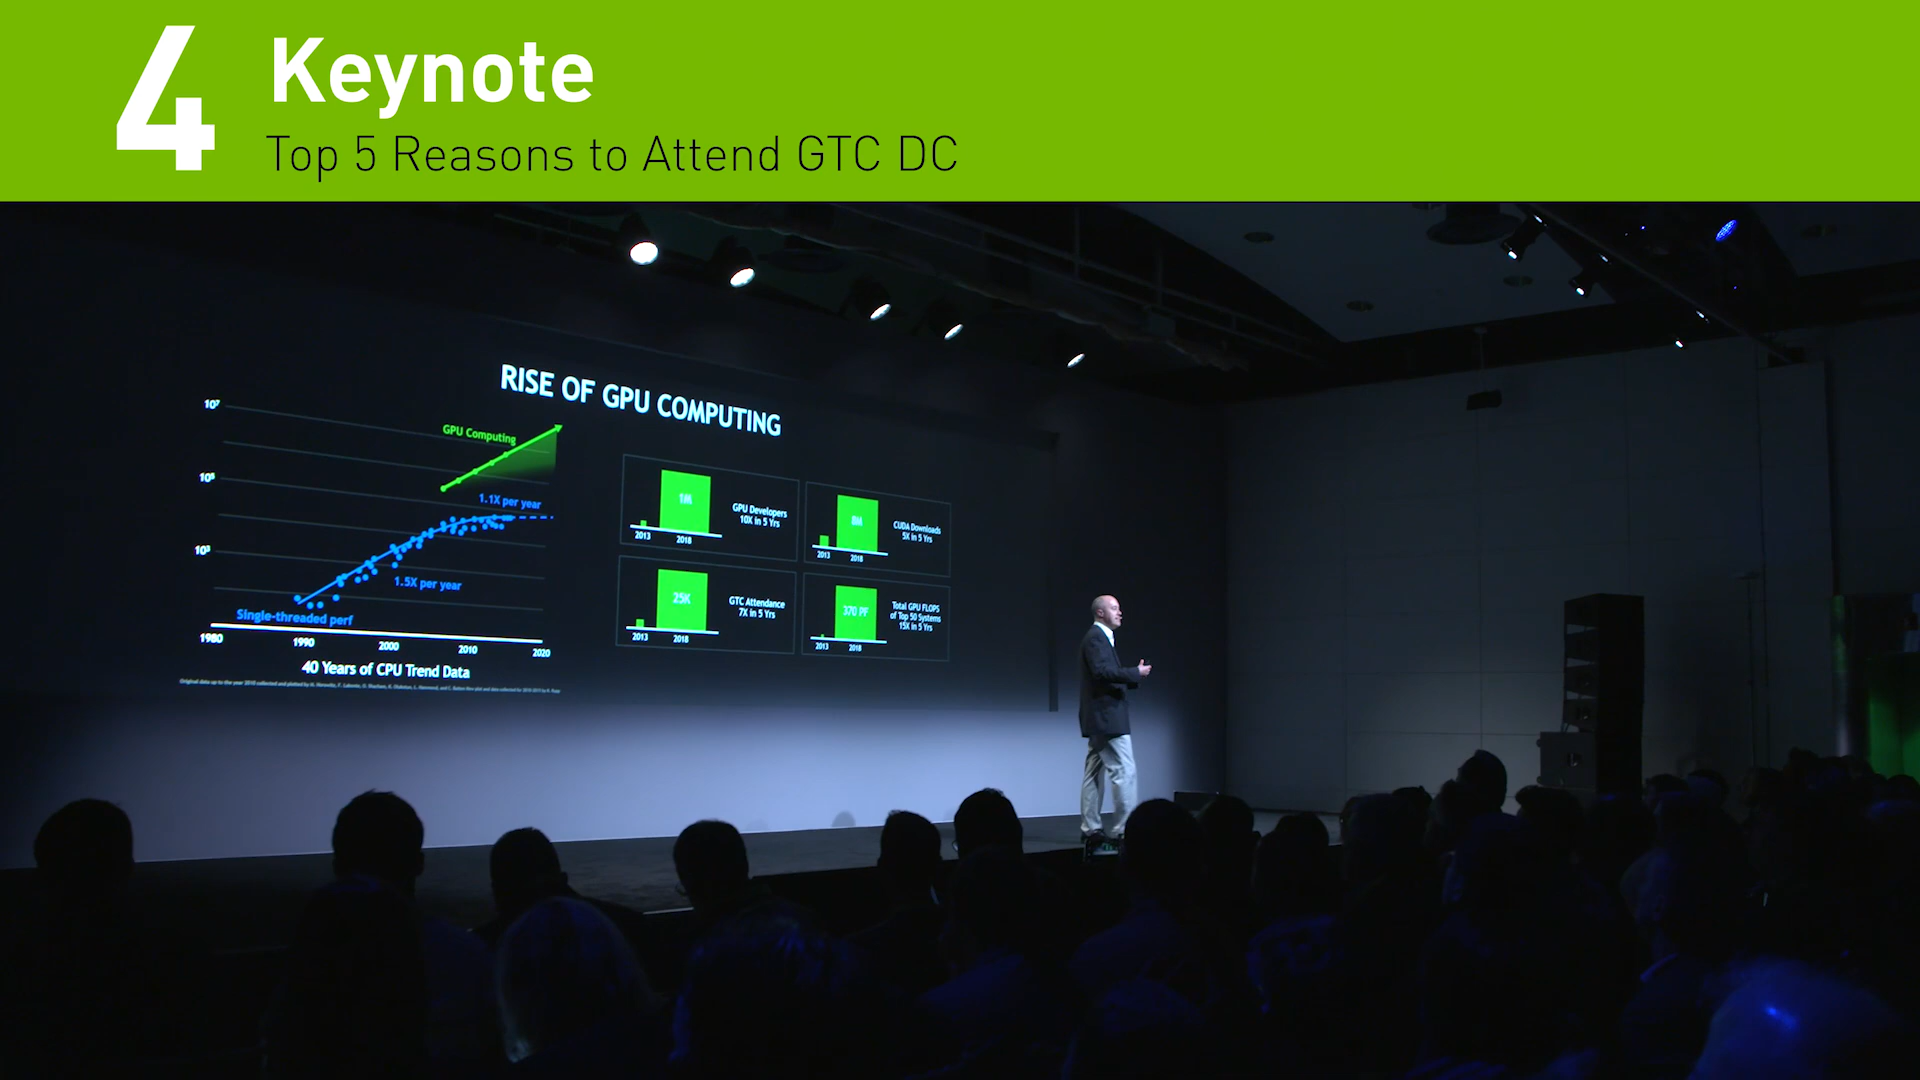 4
Keynote
Top 5 Reasons to Attend GTC DC
RISE OF GPU COMPUTING
10⁷
GPU Computing
10⁵
1.1X per year
10³
1.5X per year
Single-threaded perf
1980
1990
2000
2010
2020
40 Years of CPU Trend Data
1M
GPU Developers
10X in 5 Yrs
2013
2018
8M
CUDA Downloads
5X in 5 Yrs
2013
2018
25K
GTC Attendance
7X in 5 Yrs
2013
2018
370 PF
Total GPU FLOPS
of Top 50 Systems
15X in 5 Yrs
2013
2018